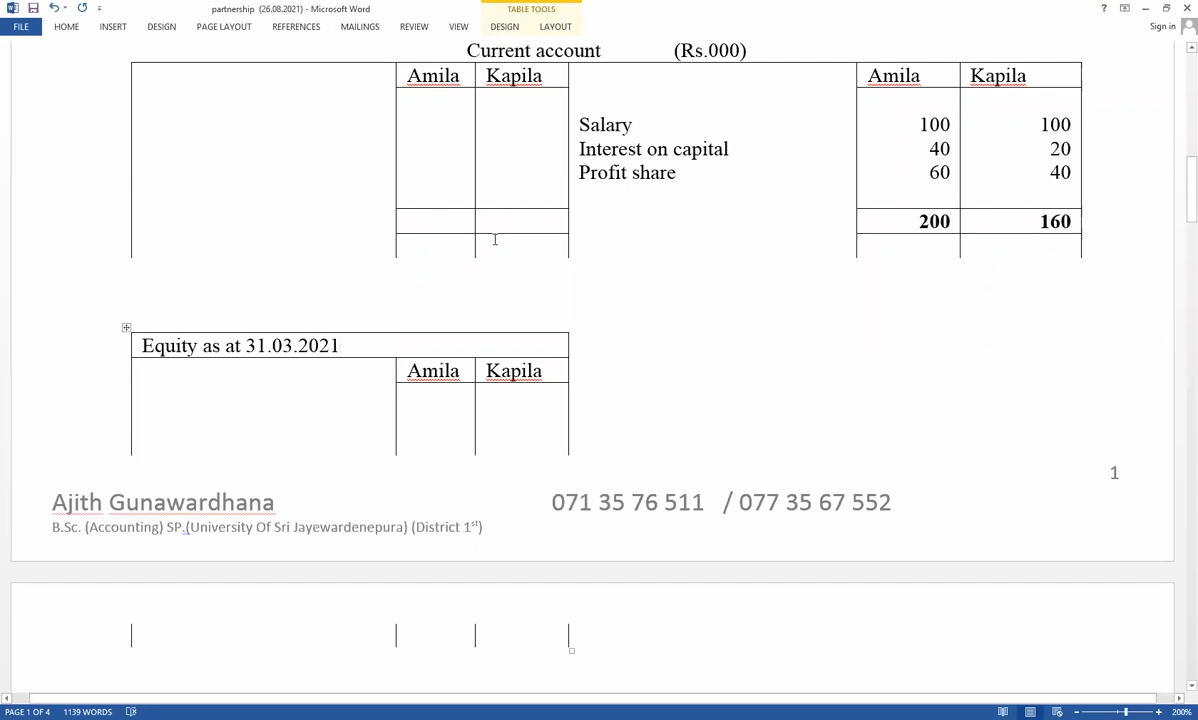 partnership (26.08.2021) - Microsoft Word
TABLE TOOLS
FILE HOME INSERT DESIGN PAGE LAYOUT REFERENCES MAILINGS REVIEW VIEW DESIGN LAYOUT
Sign in
Current account (Rs.000)
Amila Kapila Amila Kapila
Salary 100 100
Interest on capital 40 20
Profit share 60 40
200 160
Equity as at 31.03.2021
Amila Kapila
1
Ajith Gunawardhana 071 35 76 511 / 077 35 67 552
B.Sc. (Accounting) SP.(University Of Sri Jayewardenepura) (District 1st)
PAGE 1 OF 4 1139 WORDS 200%